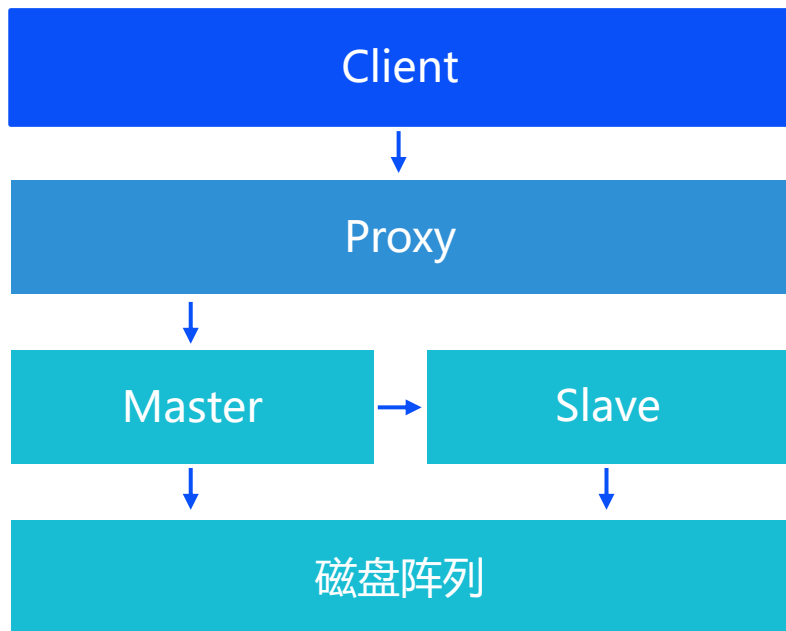 Client
Proxy
Master
Slave
磁盘阵列